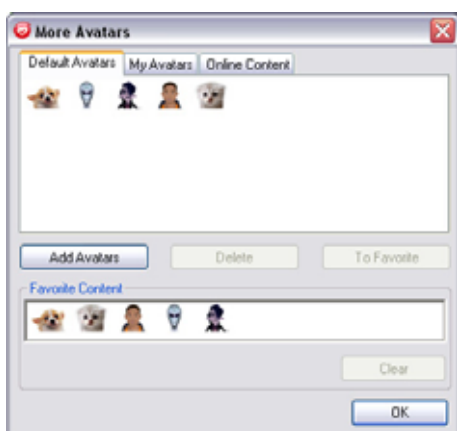 More Avatars
Default Avatars My Avatars Online Content
Add Avatars Delete To Favorite
Favorite Content
Clear
OK